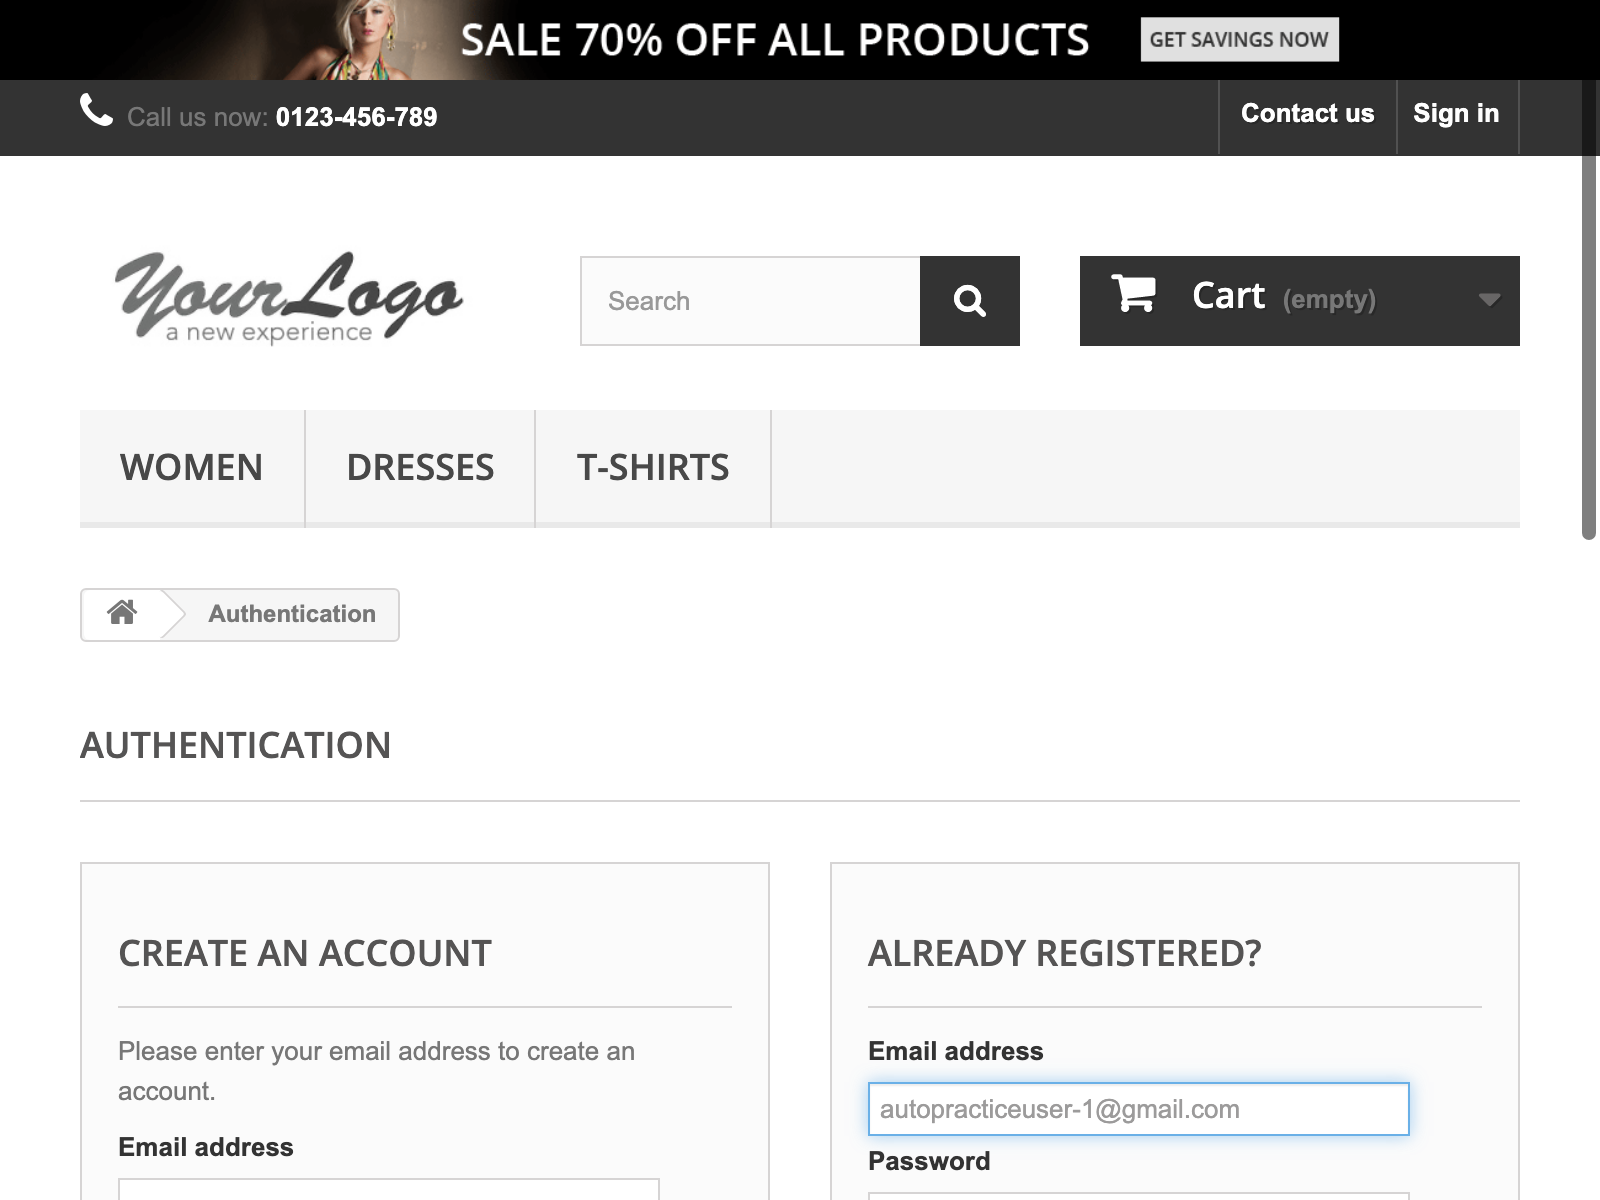 SALE 70% OFF ALL PRODUCTS
GET SAVINGS NOW
Call us now: 0123-456-789
Contact us
Sign in
Your Logo
a new experience
Search
Cart (empty)
WOMEN
DRESSES
T-SHIRTS
Authentication
AUTHENTICATION
CREATE AN ACCOUNT
Please enter your email address to create an
account.
Email address
ALREADY REGISTERED?
Email address
autopracticeuser-1@gmail.com
Password